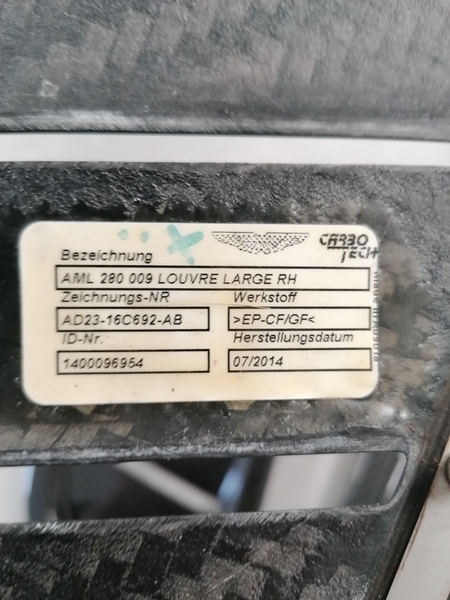 CARBO
TECH
Bezeichnung
AML 280 009 LOUVRE LARGE RH
Zeichnungs-NR Werkstoff
AD23-16C692-AB >EP-CF/GF<
ID-Nr. Herstellungsdatum
1400096954 07/2014